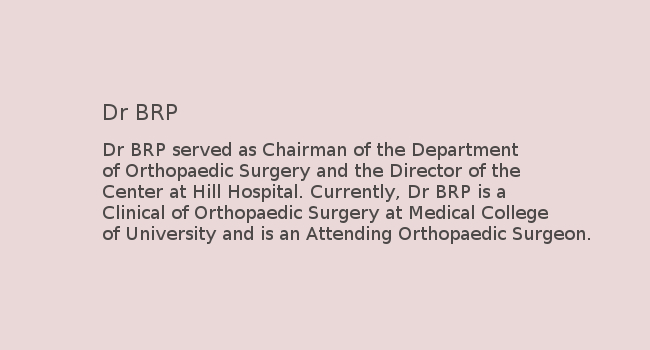 Dr BRP
Dr BRP served as Chairman of the Department
of Orthopaedic Surgery and the Director of the
Center at Hill Hospital. Currently, Dr BRP is a
Clinical of Orthopaedic Surgery at Medical College
of University and is an Attending Orthopaedic Surgeon.